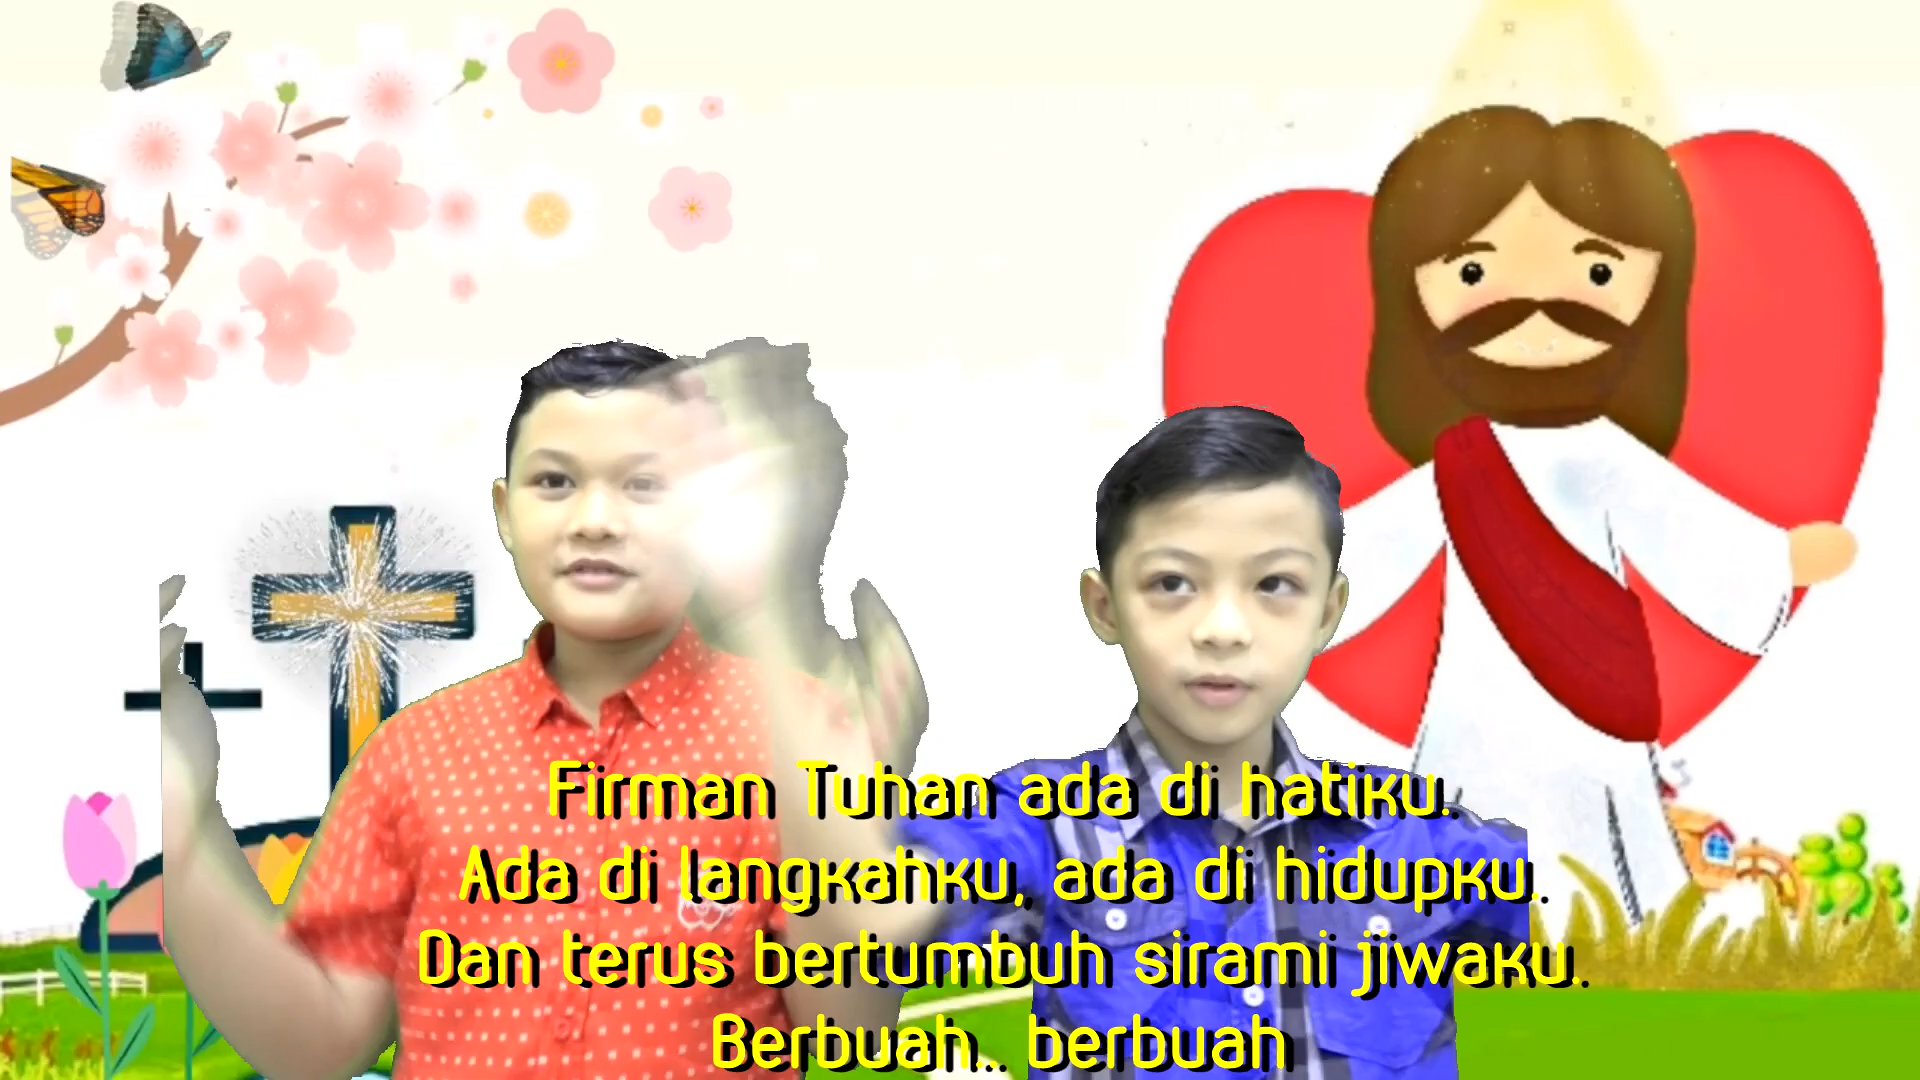 Firman Tuhan ada di hatiku.
Ada di langkahku, ada di hidupku.
Dan terus bertumbuh sirami jiwaku.
Berbuah.. berbuah